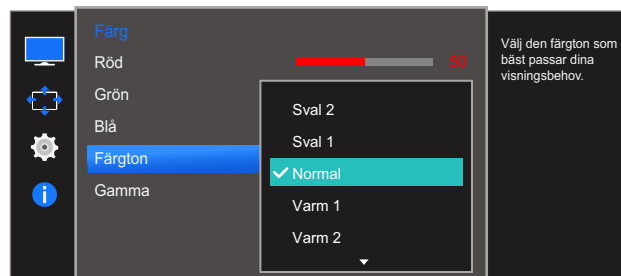 Färg
Röd
50
Grön
Blå
Färgton
Gamma
Sval 2
Sval 1
Normal
Varm 1
Varm 2
Välj den färgton som
bäst passar dina
visningsbehov.